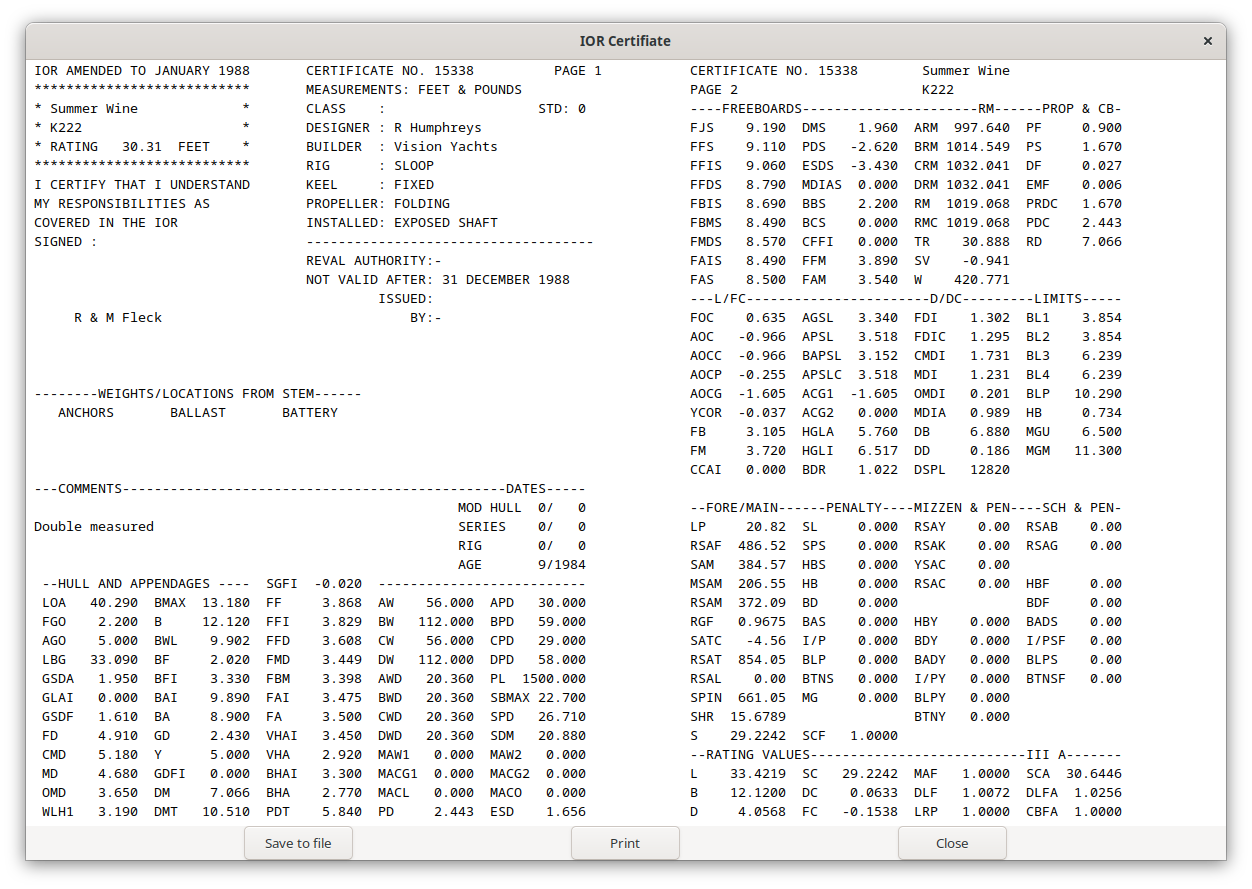 IOR Certifiate
×
IOR AMENDED TO JANUARY 1988 CERTIFICATE NO. 15338 PAGE 1
*************************** MEASUREMENTS: FEET & POUNDS
* Summer Wine * CLASS : STD: 0
* K222 * DESIGNER : R Humphreys
* RATING 30.31 FEET * BUILDER : Vision Yachts
*************************** RIG : SLOOP
I CERTIFY THAT I UNDERSTAND KEEL : FIXED
MY RESPONSIBILITIES AS PROPELLER: FOLDING
COVERED IN THE IOR INSTALLED: EXPOSED SHAFT
SIGNED : ------------------------------------
REVAL AUTHORITY:-
NOT VALID AFTER: 31 DECEMBER 1988
ISSUED:
R & M Fleck BY:-
--------WEIGHTS/LOCATIONS FROM STEM------
ANCHORS BALLAST BATTERY
---COMMENTS------------------------------------------------DATES-----
MOD HULL 0/ 0
Double measured SERIES 0/ 0
RIG 0/ 0
AGE 9/1984
--HULL AND APPENDAGES ---- SGFI -0.020 --------------------------
LOA 40.290 BMAX 13.180 FF 3.868 AW 56.000 APD 30.000
FGO 2.200 B 12.120 FFI 3.829 BW 112.000 BPD 59.000
AGO 5.000 BWL 9.902 FFD 3.608 CW 56.000 CPD 29.000
LBG 33.090 BF 2.020 FMD 3.449 DW 112.000 DPD 58.000
GSDA 1.950 BFI 3.330 FBM 3.398 AWD 20.360 PL 1500.000
GLAI 0.000 BAI 9.890 FAI 3.475 BWD 20.360 SBMAX 22.700
GSDF 1.610 BA 8.900 FA 3.500 CWD 20.360 SPD 26.710
FD 4.910 GD 2.430 VHAI 3.450 DWD 20.360 SDM 20.880
CMD 5.180 Y 5.000 VHA 2.920 MAW1 0.000 MAW2 0.000
MD 4.680 GDFI 0.000 BHAI 3.300 MACG1 0.000 MACG2 0.000
OMD 3.650 DM 7.066 BHA 2.770 MACL 0.000 MACO 0.000
WLH1 3.190 DMT 10.510 PDT 5.840 PD 2.443 ESD 1.656
CERTIFICATE NO. 15338 Summer Wine
PAGE 2 K222
----FREEBOARDS----------------------RM------PROP & CB-
FJS 9.190 DMS 1.960 ARM 997.640 PF 0.900
FFS 9.110 PDS -2.620 BRM 1014.549 PS 1.670
FFIS 9.060 ESDS -3.430 CRM 1032.041 DF 0.027
FFDS 8.790 MDIAS 0.000 DRM 1032.041 EMF 0.006
FBIS 8.690 BBS 2.200 RM 1019.068 PRDC 1.670
FBMS 8.490 BCS 0.000 RMC 1019.068 PDC 2.443
FMDS 8.570 CFFI 0.000 TR 30.888 RD 7.066
FAIS 8.490 FFM 3.890 SV -0.941
FAS 8.500 FAM 3.540 W 420.771
---L/FC-----------------------D/DC---------LIMITS-----
FOC 0.635 AGSL 3.340 FDI 1.302 BL1 3.854
AOC -0.966 APSL 3.518 FDIC 1.295 BL2 3.854
AOCC -0.966 BAPSL 3.152 CMDI 1.731 BL3 6.239
AOCP -0.255 APSLC 3.518 MDI 1.231 BL4 6.239
AOCG -1.605 ACG1 -1.605 OMDI 0.201 BLP 10.290
YCOR -0.037 ACG2 0.000 MDIA 0.989 HB 0.734
FB 3.105 HGLA 5.760 DB 6.880 MGU 6.500
FM 3.720 HGLI 6.517 DD 0.186 MGM 11.300
CCAI 0.000 BDR 1.022 DSPL 12820
--FORE/MAIN------PENALTY----MIZZEN & PEN----SCH & PEN-
LP 20.82 SL 0.000 RSAY 0.00 RSAB 0.00
RSAF 486.52 SPS 0.000 RSAK 0.00 RSAG 0.00
SAM 384.57 HBS 0.000 YSAC 0.00
MSAM 206.55 HB 0.000 RSAC 0.00 HBF 0.00
RSAM 372.09 BD 0.000 BDF 0.00
RGF 0.9675 BAS 0.000 HBY 0.000 BADS 0.00
SATC -4.56 I/P 0.000 BDY 0.000 I/PSF 0.00
RSAT 854.05 BLP 0.000 BADY 0.000 BLPS 0.00
RSAL 0.00 BTNS 0.000 I/PY 0.000 BTNSF 0.00
SPIN 661.05 MG 0.000 BLPY 0.000
SHR 15.6789 BTNY 0.000
S 29.2242 SCF 1.0000
--RATING VALUES---------------------------III A-------
L 33.4219 SC 29.2242 MAF 1.0000 SCA 30.6446
B 12.1200 DC 0.0633 DLF 1.0072 DLFA 1.0256
D 4.0568 FC -0.1538 LRP 1.0000 CBFA 1.0000
Save to file Print Close